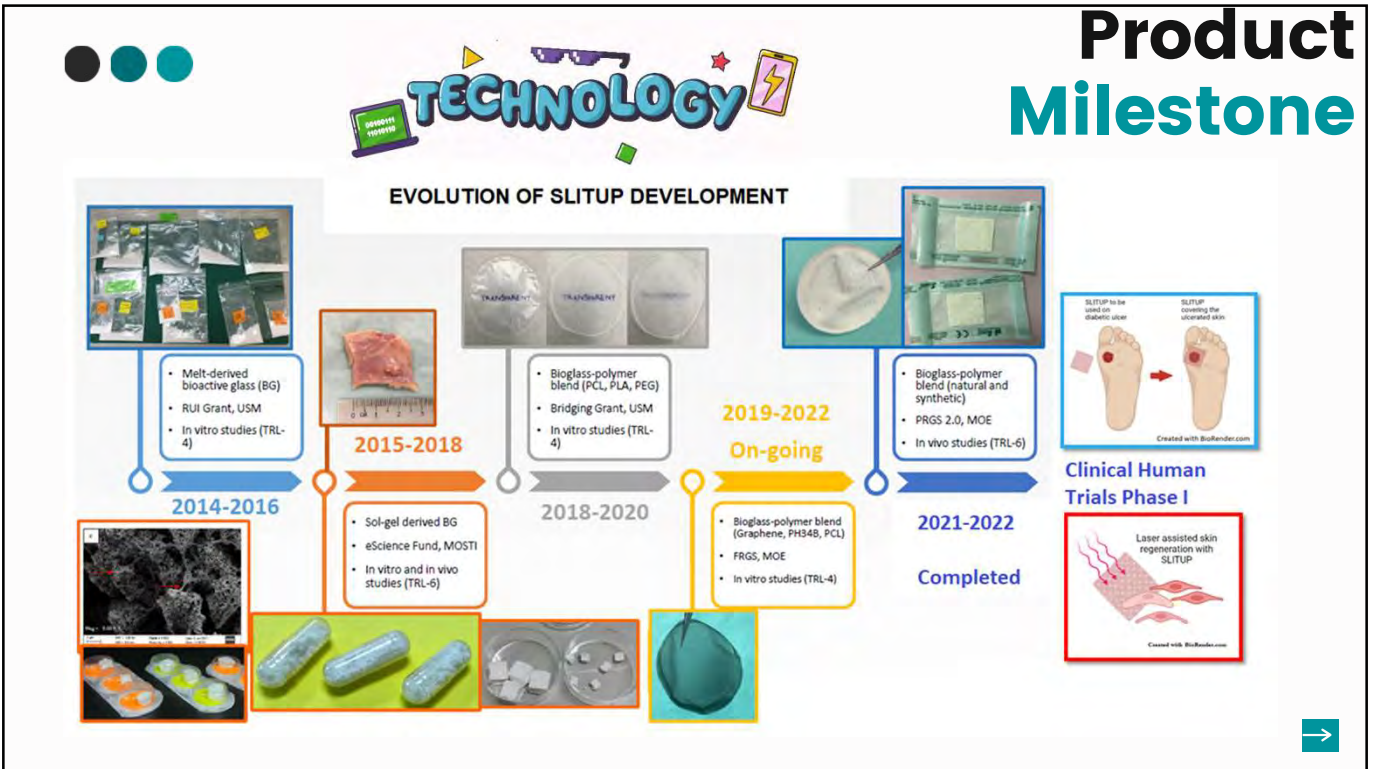 Product
Milestone
00100111
11010110
TECHNOLOGY
EVOLUTION OF SLITUP DEVELOPMENT
TRANSPARENT
TRANSPARENT
• Melt-derived
bioactive glass (BG)
• RUI Grant, USM
• In vitro studies (TRL-
4)
2014-2016
2015-2018
• Sol-gel derived BG
• eScience Fund, MOSTI
• In vitro and in vivo
studies (TRL-6)
• Bioglass-polymer
blend (PCL, PLA, PEG)
• Bridging Grant, USM
• In vitro studies (TRL-
4)
2018-2020
2019-2022
On-going
• Bioglass-polymer blend
(Graphene, PH34B, PCL)
• FRGS, MOE
• In vitro studies (TRL-4)
• Bioglass-polymer
blend (natural and
synthetic)
• PRGS 2.0, MOE
• In vivo studies (TRL-6)
2021-2022
Completed
SLITUP to be
used on
diabetic ulcer
SLITUP
covering the
ulcerated skin
Created with BioRender.com
Clinical Human
Trials Phase I
Laser assisted skin
regeneration with
SLITUP
Created with BioRender.com